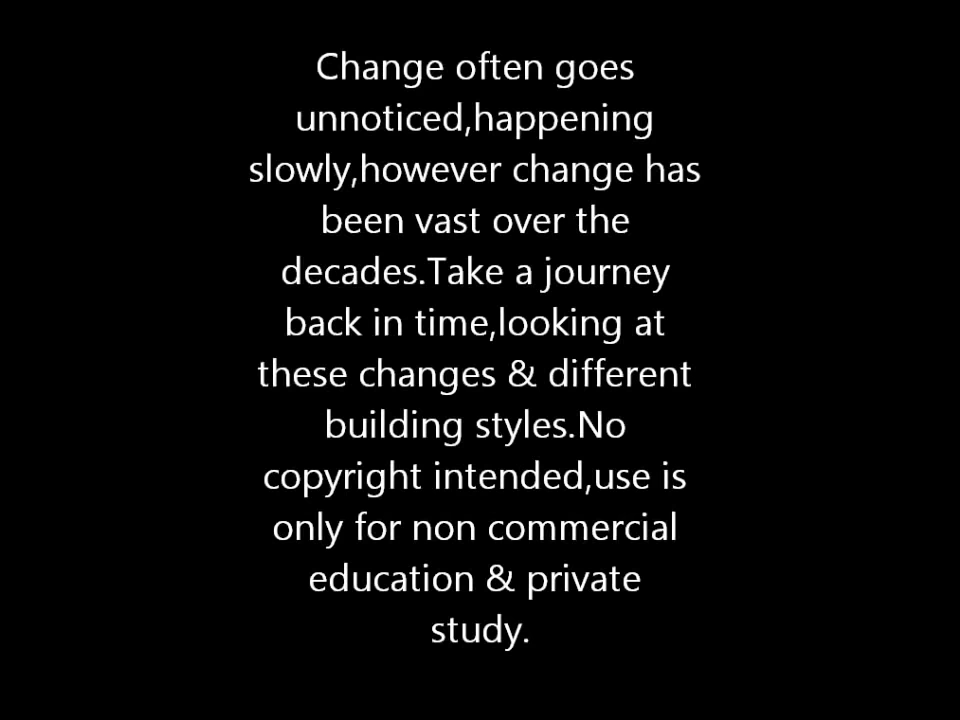 Change often goes
unnoticed,happening
slowly,however change has
been vast over the
decades.Take a journey
back in time,looking at
these changes & different
building styles.No
copyright intended,use is
only for non commercial
education & private
study.